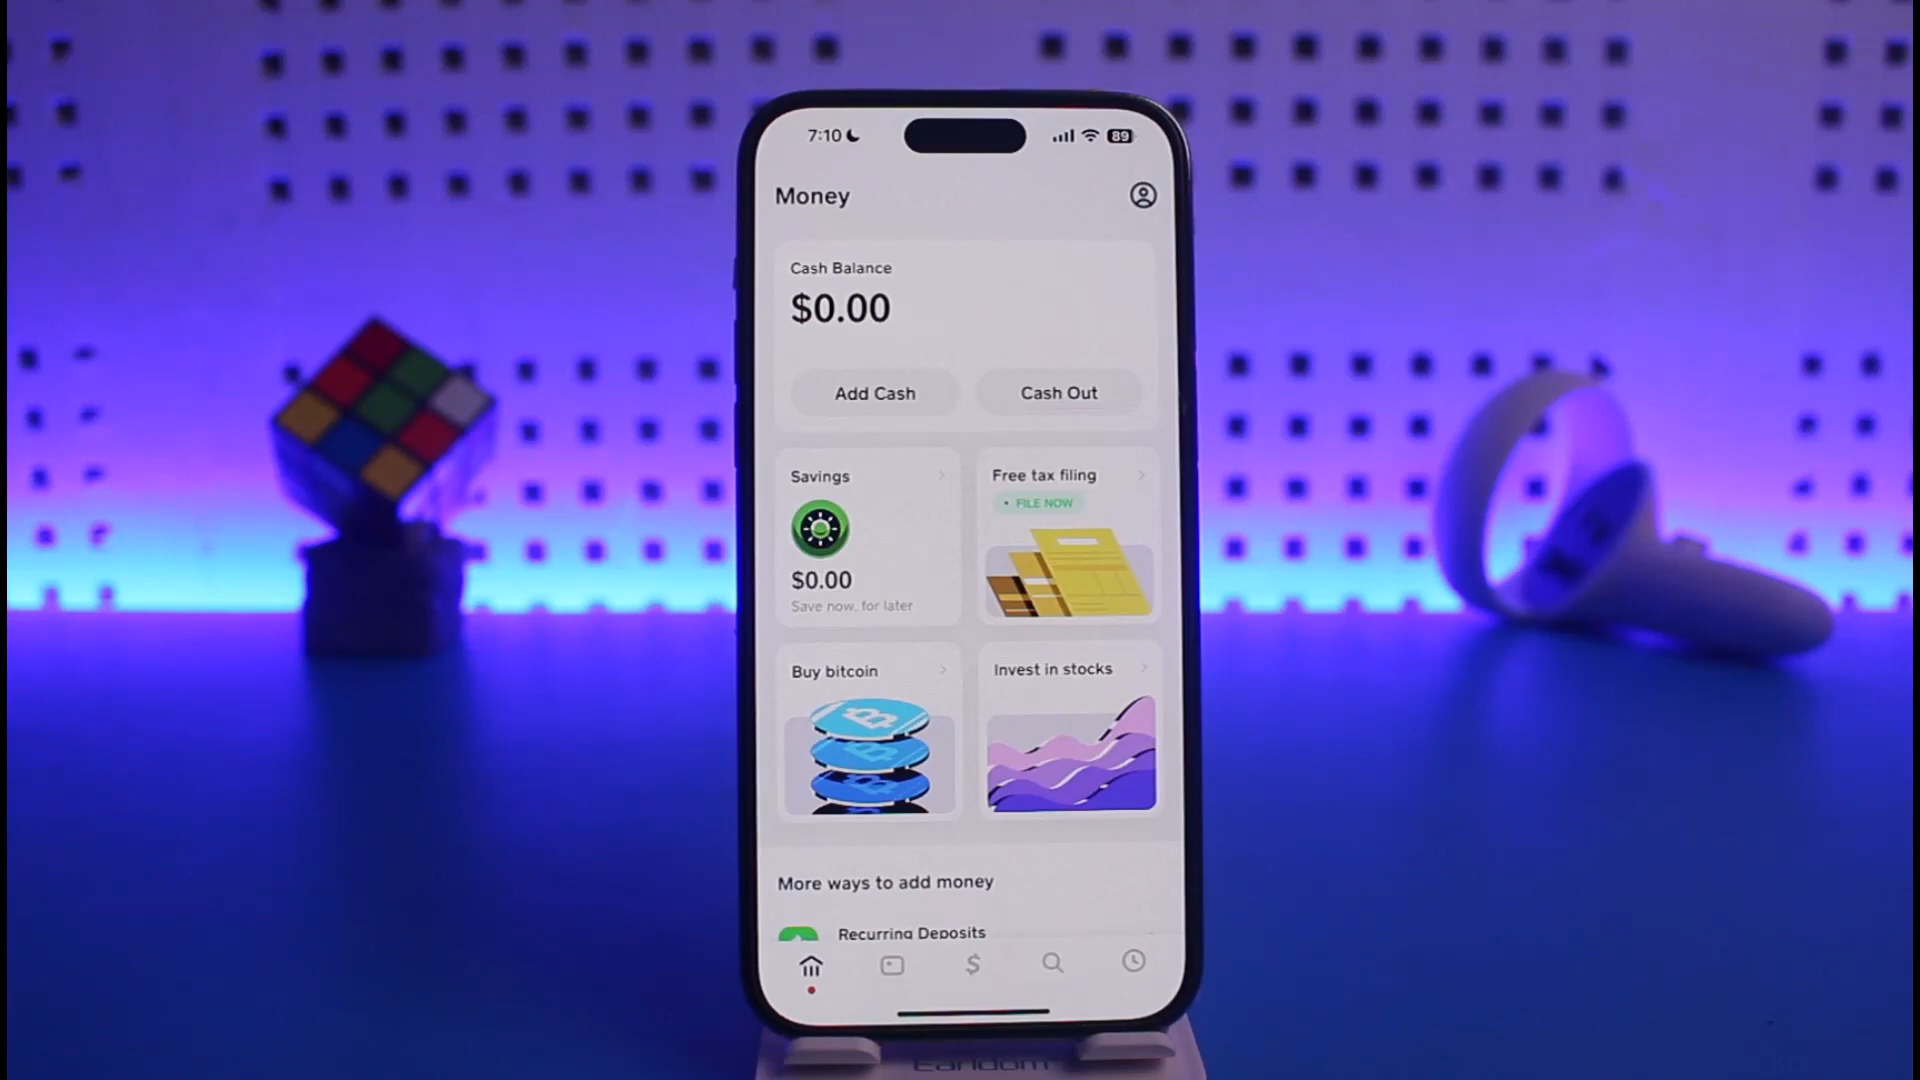 7:10
89
Money
Cash Balance
$0.00
Add Cash
Cash Out
Savings
$0.00
Save now, for later
Free tax filing
• FILE NOW
Buy bitcoin
Invest in stocks
More ways to add money
Recurring Deposits
Earldom